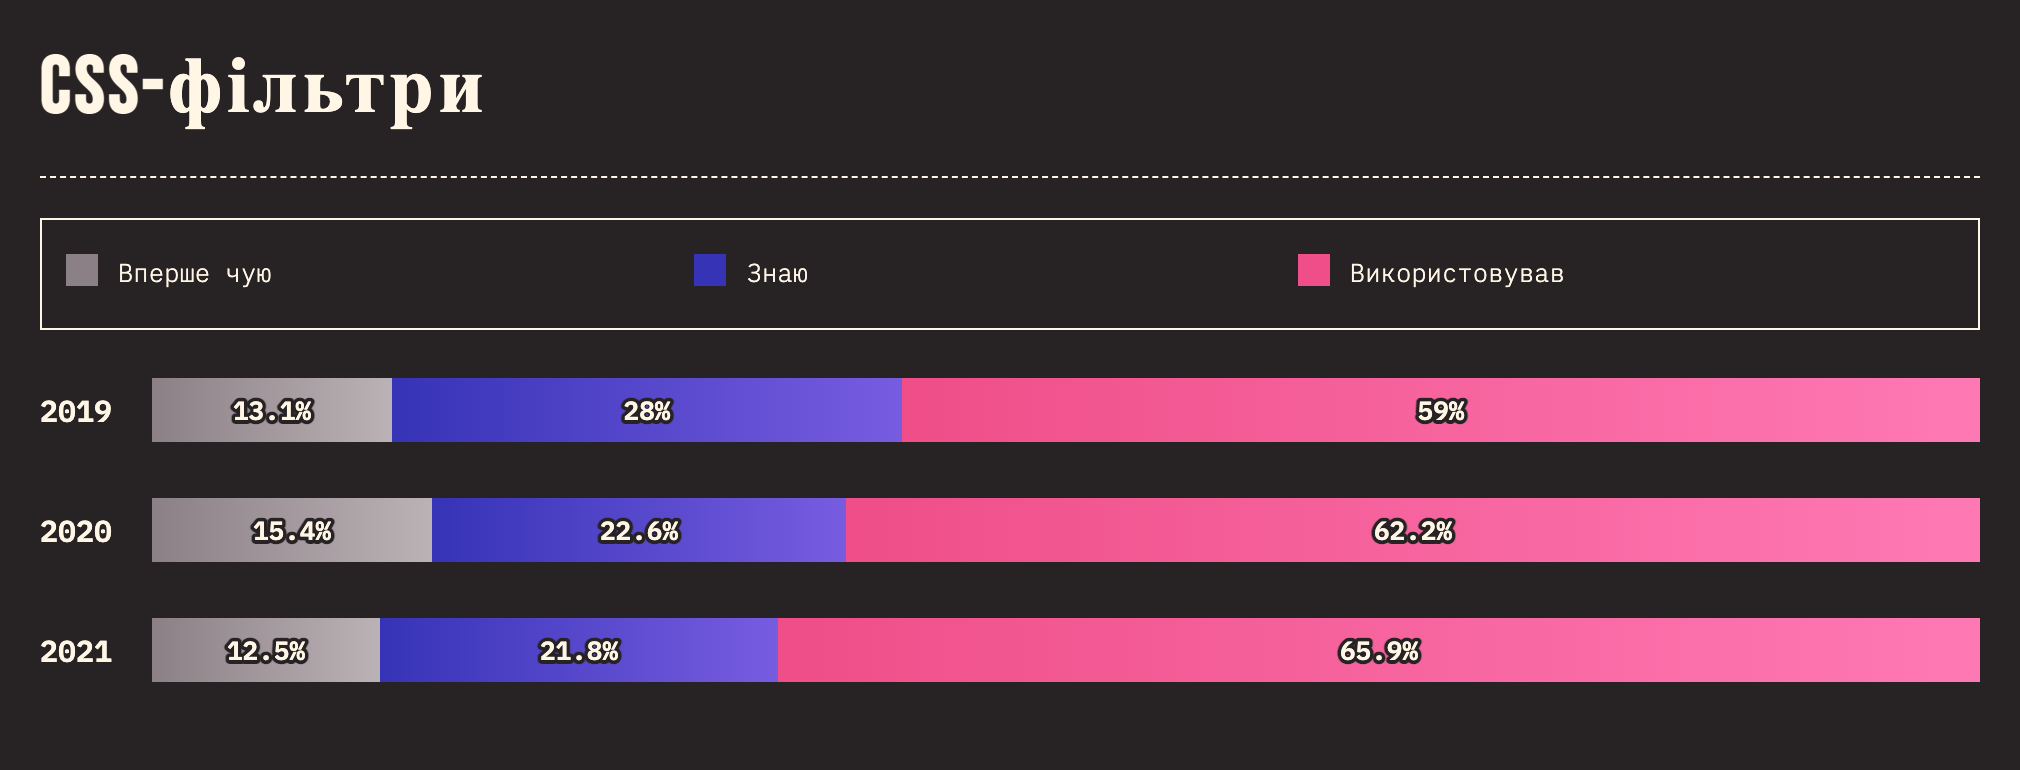 CSS-фільтри
Вперше чую Знаю Використовував
2019 13.1% 28% 59%
2020 15.4% 22.6% 62.2%
2021 12.5% 21.8% 65.9%